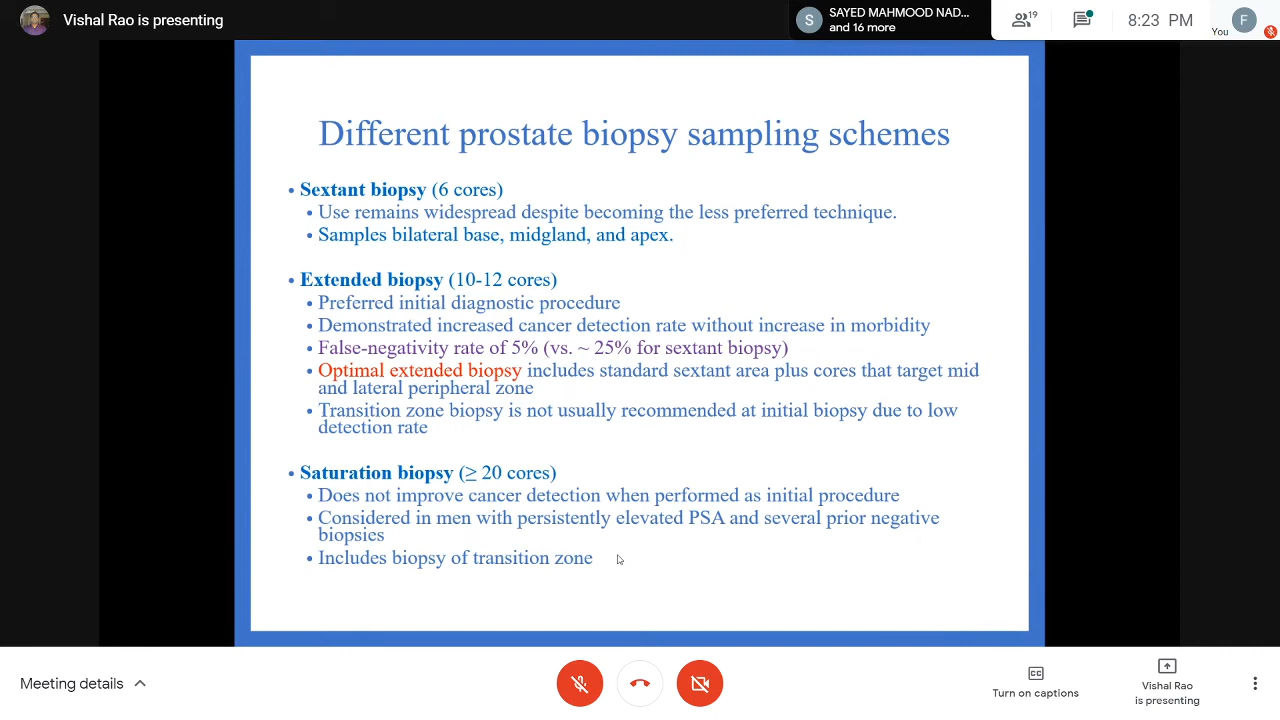 Vishal Rao is presenting
S
SAYED MAHMOOD NAD...
and 16 more
19
8:23 PM
You
F
Different prostate biopsy sampling schemes
• Sextant biopsy (6 cores)
• Use remains widespread despite becoming the less preferred technique.
• Samples bilateral base, midgland, and apex.
• Extended biopsy (10-12 cores)
• Preferred initial diagnostic procedure
• Demonstrated increased cancer detection rate without increase in morbidity
• False-negativity rate of 5% (vs. ~ 25% for sextant biopsy)
• Optimal extended biopsy includes standard sextant area plus cores that target mid
and lateral peripheral zone
• Transition zone biopsy is not usually recommended at initial biopsy due to low
detection rate
• Saturation biopsy (≥ 20 cores)
• Does not improve cancer detection when performed as initial procedure
• Considered in men with persistently elevated PSA and several prior negative
biopsies
• Includes biopsy of transition zone
Meeting details
CC
Turn on captions
Vishal Rao
is presenting